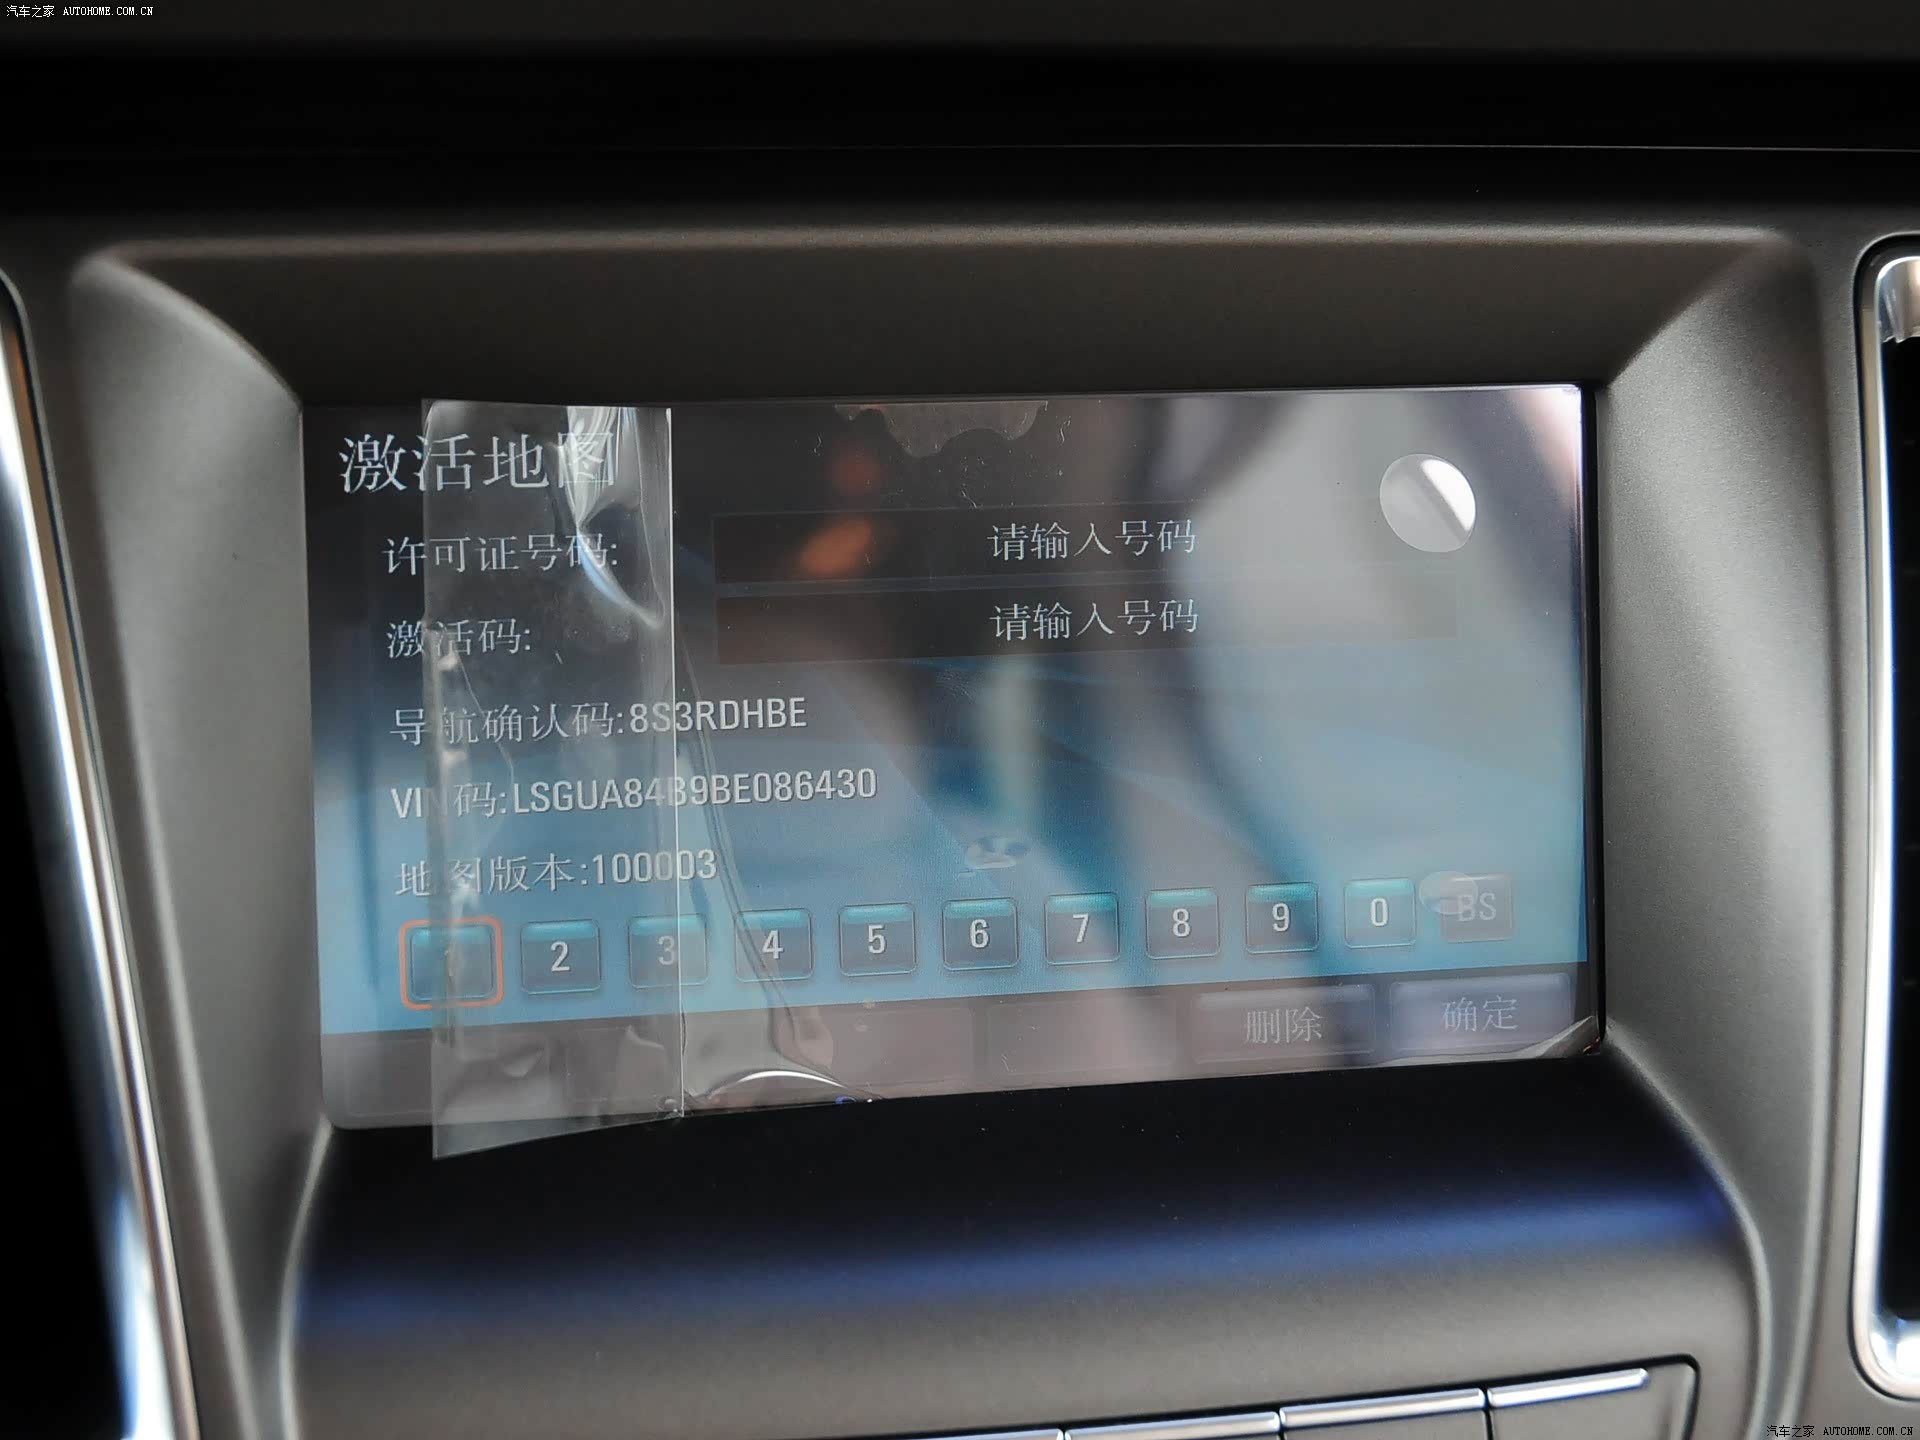 汽车之家 AUTOHOME.COM.CN
激活地图
许可证号码: 请输入号码
激活码: 请输入号码
导航确认码:8S3RDHBE
VIN码:LSGUA84B9BE086430
地图版本:100003
1 2 3 4 5 6 7 8 9 0 BS
删除 确定
汽车之家 AUTOHOME.COM.CN